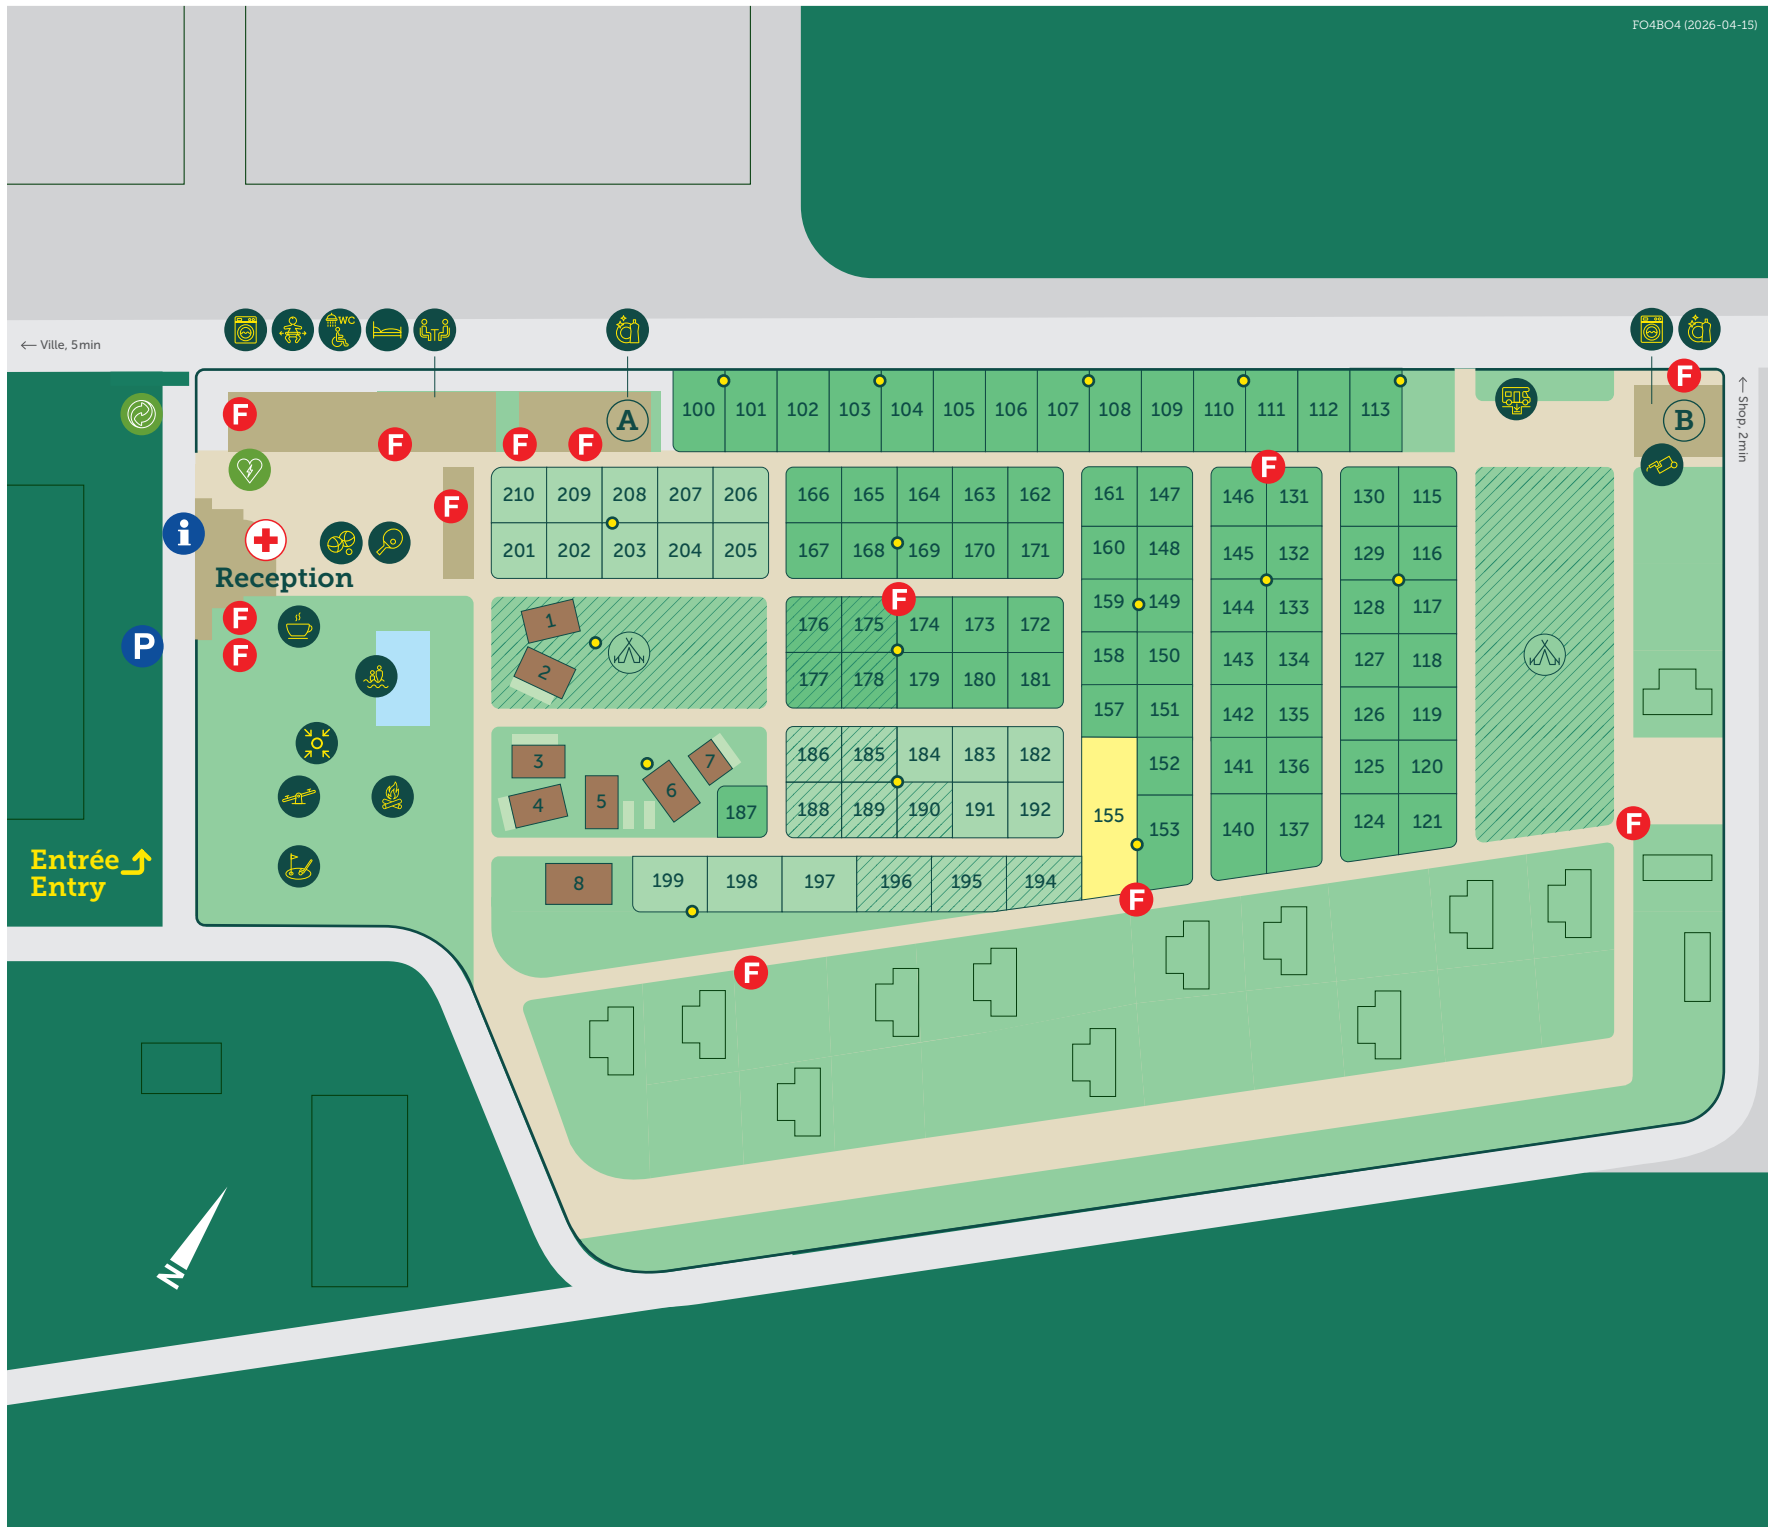 FO4BO4 (2026-04-15)
WC
← Ville, 5min
← Shop, 2min
F
F
F
F
F
A
B
100 101 102 103 104 105 106 107 108 109 110 111 112 113
F
F
210 209 208 207 206
201 202 203 204 205
166 165 164 163 162
167 168 169 170 171
161 147
160 148
159 149
158 150
157 151
152
155
153
146 131
145 132
144 133
143 134
142 135
141 136
140 137
130 115
129 116
128 117
127 118
126 119
125 120
124 121
i
Reception
F
F
P
1
2
F
176 175 174 173 172
177 178 179 180 181
3
4
5
6
7
187
186 185 184 183 182
188 189 190 191 192
8
199 198 197 196 195 194
F
F
F
Entrée
Entry
N